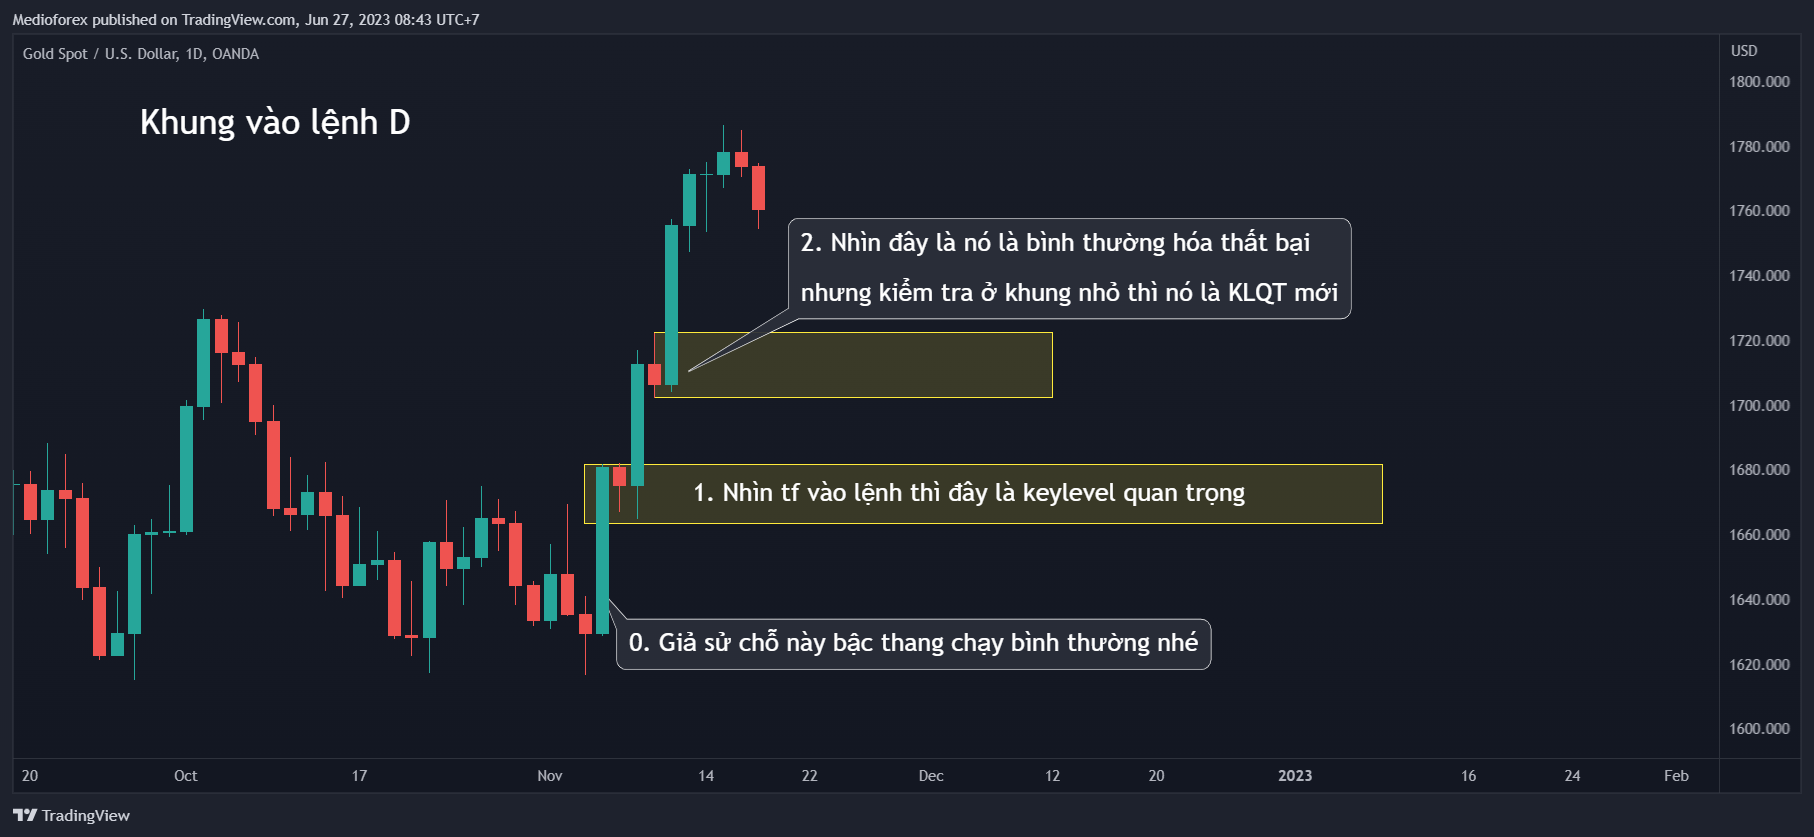 Medioforex published on TradingView.com, Jun 27, 2023 08:43 UTC+7
Gold Spot / U.S. Dollar, 1D, OANDA
USD
1800.000
Khung vào lệnh D
1780.000
1760.000
2. Nhìn đây là nó là bình thường hóa thất bại
nhưng kiểm tra ở khung nhỏ thì nó là KLQT mới
1740.000
1720.000
1700.000
1680.000
1. Nhìn tf vào lệnh thì đây là keylevel quan trọng
1660.000
1640.000
0. Giả sử chỗ này bậc thang chạy bình thường nhé
1620.000
1600.000
20 Oct 17 Nov 14 22 Dec 12 20 2023 16 24 Feb
TradingView